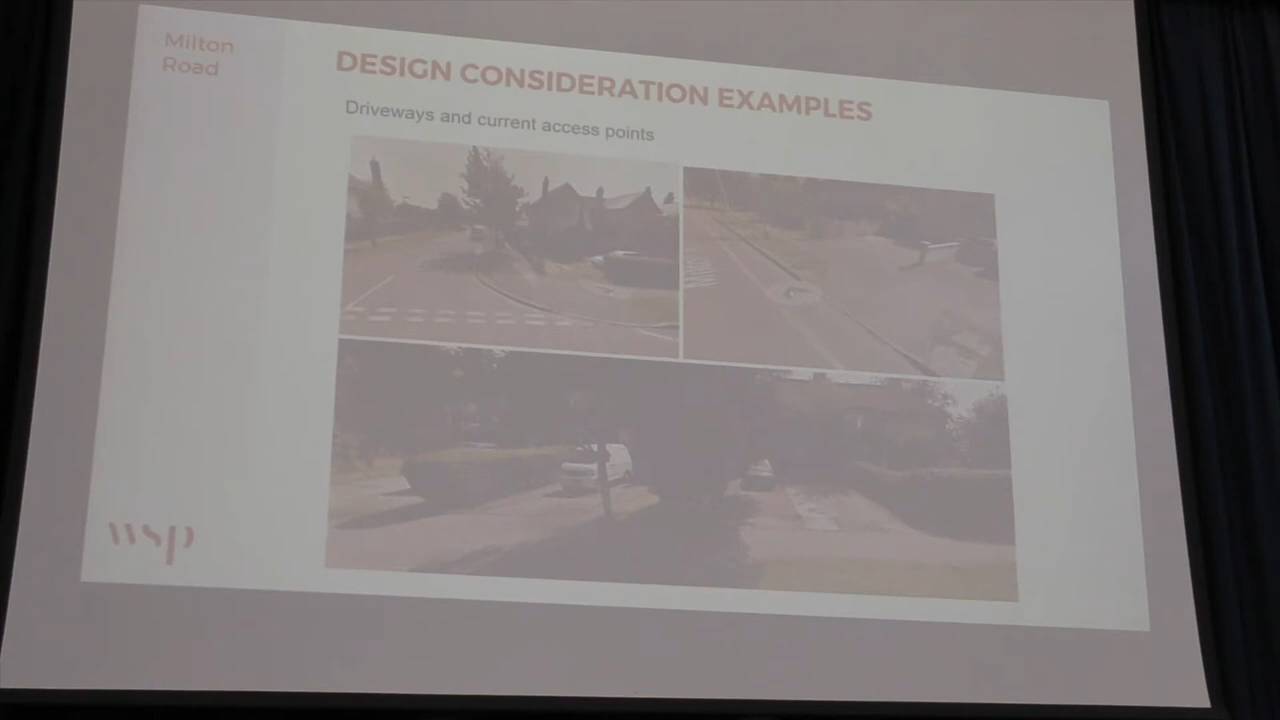 Milton
Road
DESIGN CONSIDERATION EXAMPLES
Driveways and current access points
wsp